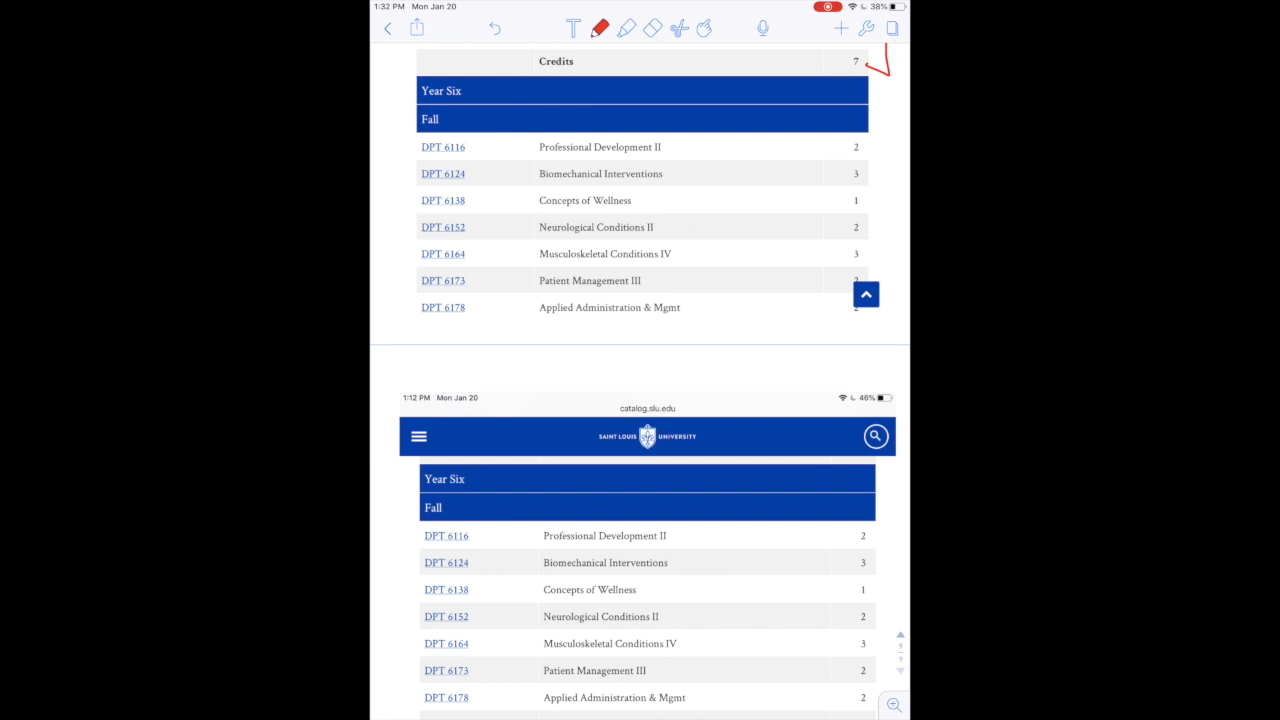 1:32 PM Mon Jan 20 38%
T
Credits 7
Year Six
Fall
DPT 6116 Professional Development II 2
DPT 6124 Biomechanical Interventions 3
DPT 6138 Concepts of Wellness 1
DPT 6152 Neurological Conditions II 2
DPT 6164 Musculoskeletal Conditions IV 3
DPT 6173 Patient Management III 2
DPT 6178 Applied Administration & Mgmt 2
1:12 PM Mon Jan 20 46%
catalog.slu.edu
SAINT LOUIS UNIVERSITY
Year Six
Fall
DPT 6116 Professional Development II 2
DPT 6124 Biomechanical Interventions 3
DPT 6138 Concepts of Wellness 1
DPT 6152 Neurological Conditions II 2
DPT 6164 Musculoskeletal Conditions IV 3
9
9
DPT 6173 Patient Management III 2
DPT 6178 Applied Administration & Mgmt 2